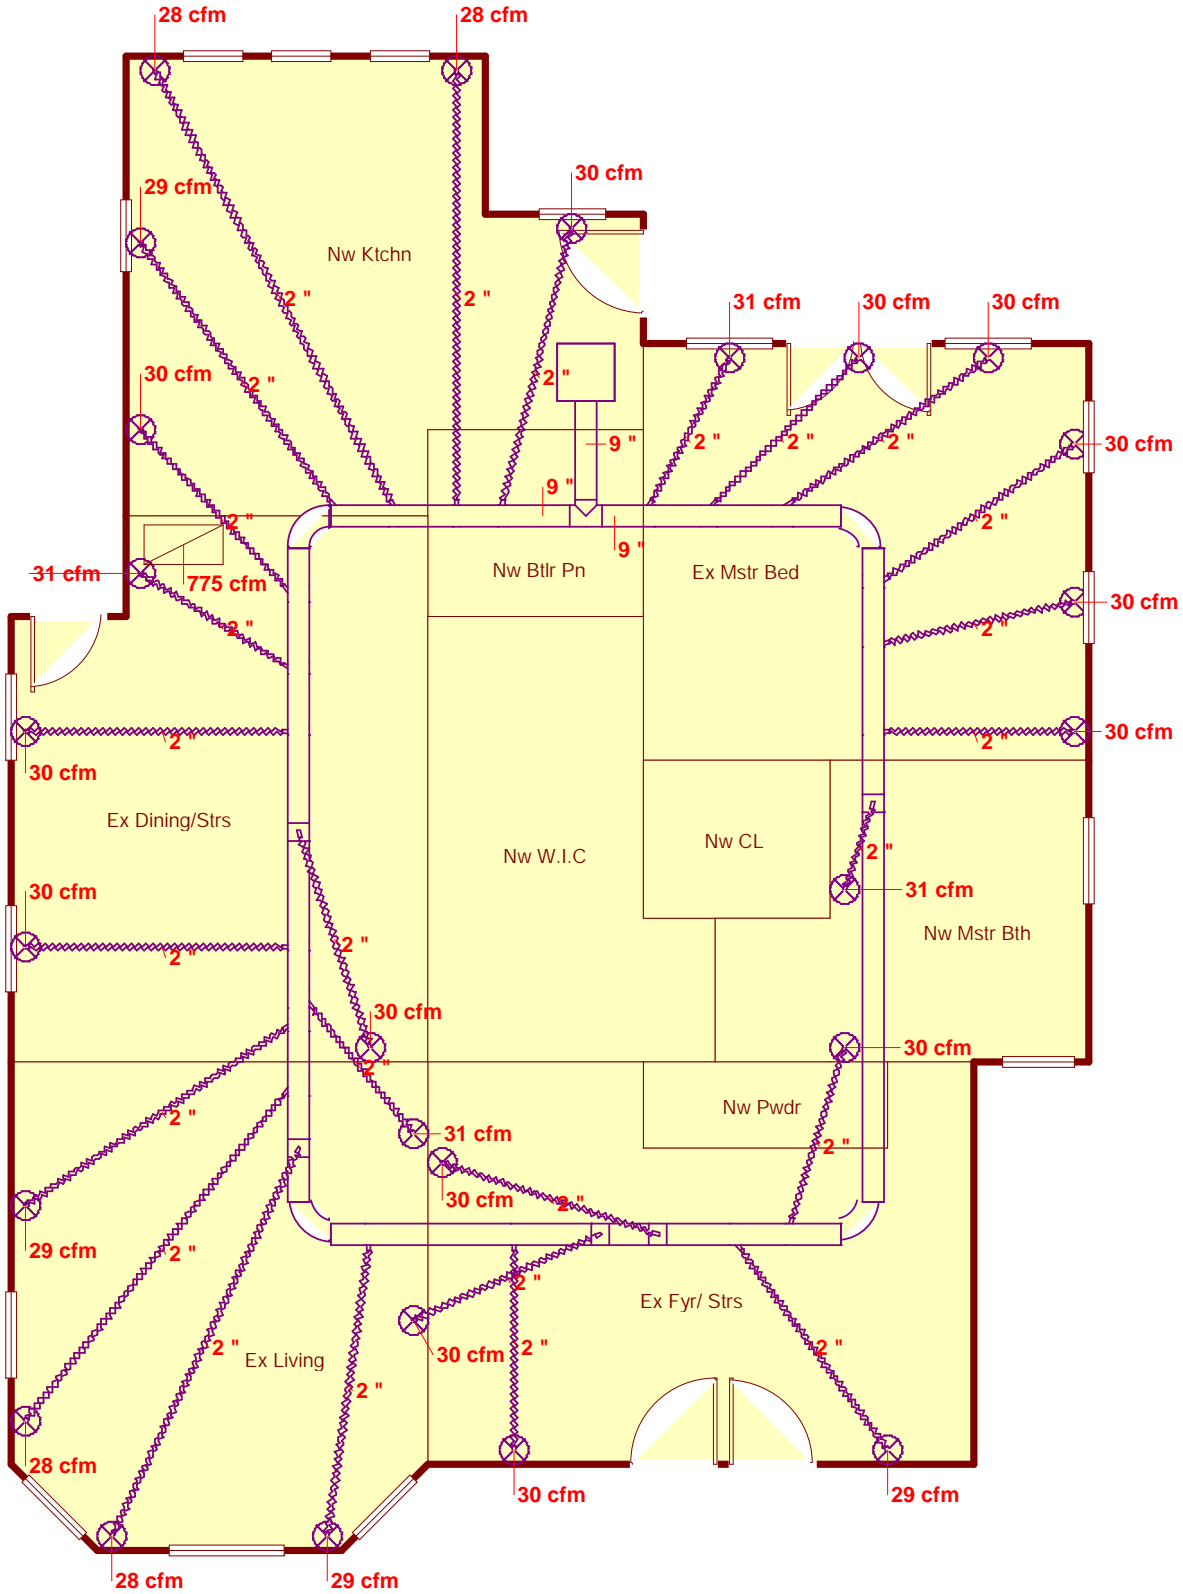 28 cfm
28 cfm
30 cfm
29 cfm
Nw Ktchn
2 "
2 "
31 cfm
30 cfm
30 cfm
30 cfm
2 "
2 "
9 "
2 "
2 "
2 "
30 cfm
9 "
2 "
9 "
2 "
31 cfm
775 cfm
Nw Btlr Pn
Ex Mstr Bed
30 cfm
2 "
2 "
2 "
2 "
30 cfm
30 cfm
Ex Dining/Strs
Nw W.I.C
Nw CL
2 "
30 cfm
31 cfm
2 "
2 "
Nw Mstr Bth
30 cfm
30 cfm
2 "
2 "
Nw Pwdr
31 cfm
2 "
30 cfm
2 "
29 cfm
2 "
2 "
Ex Fyr/ Strs
2 "
Ex Living
30 cfm
2 "
2 "
2 "
28 cfm
30 cfm
29 cfm
28 cfm
29 cfm